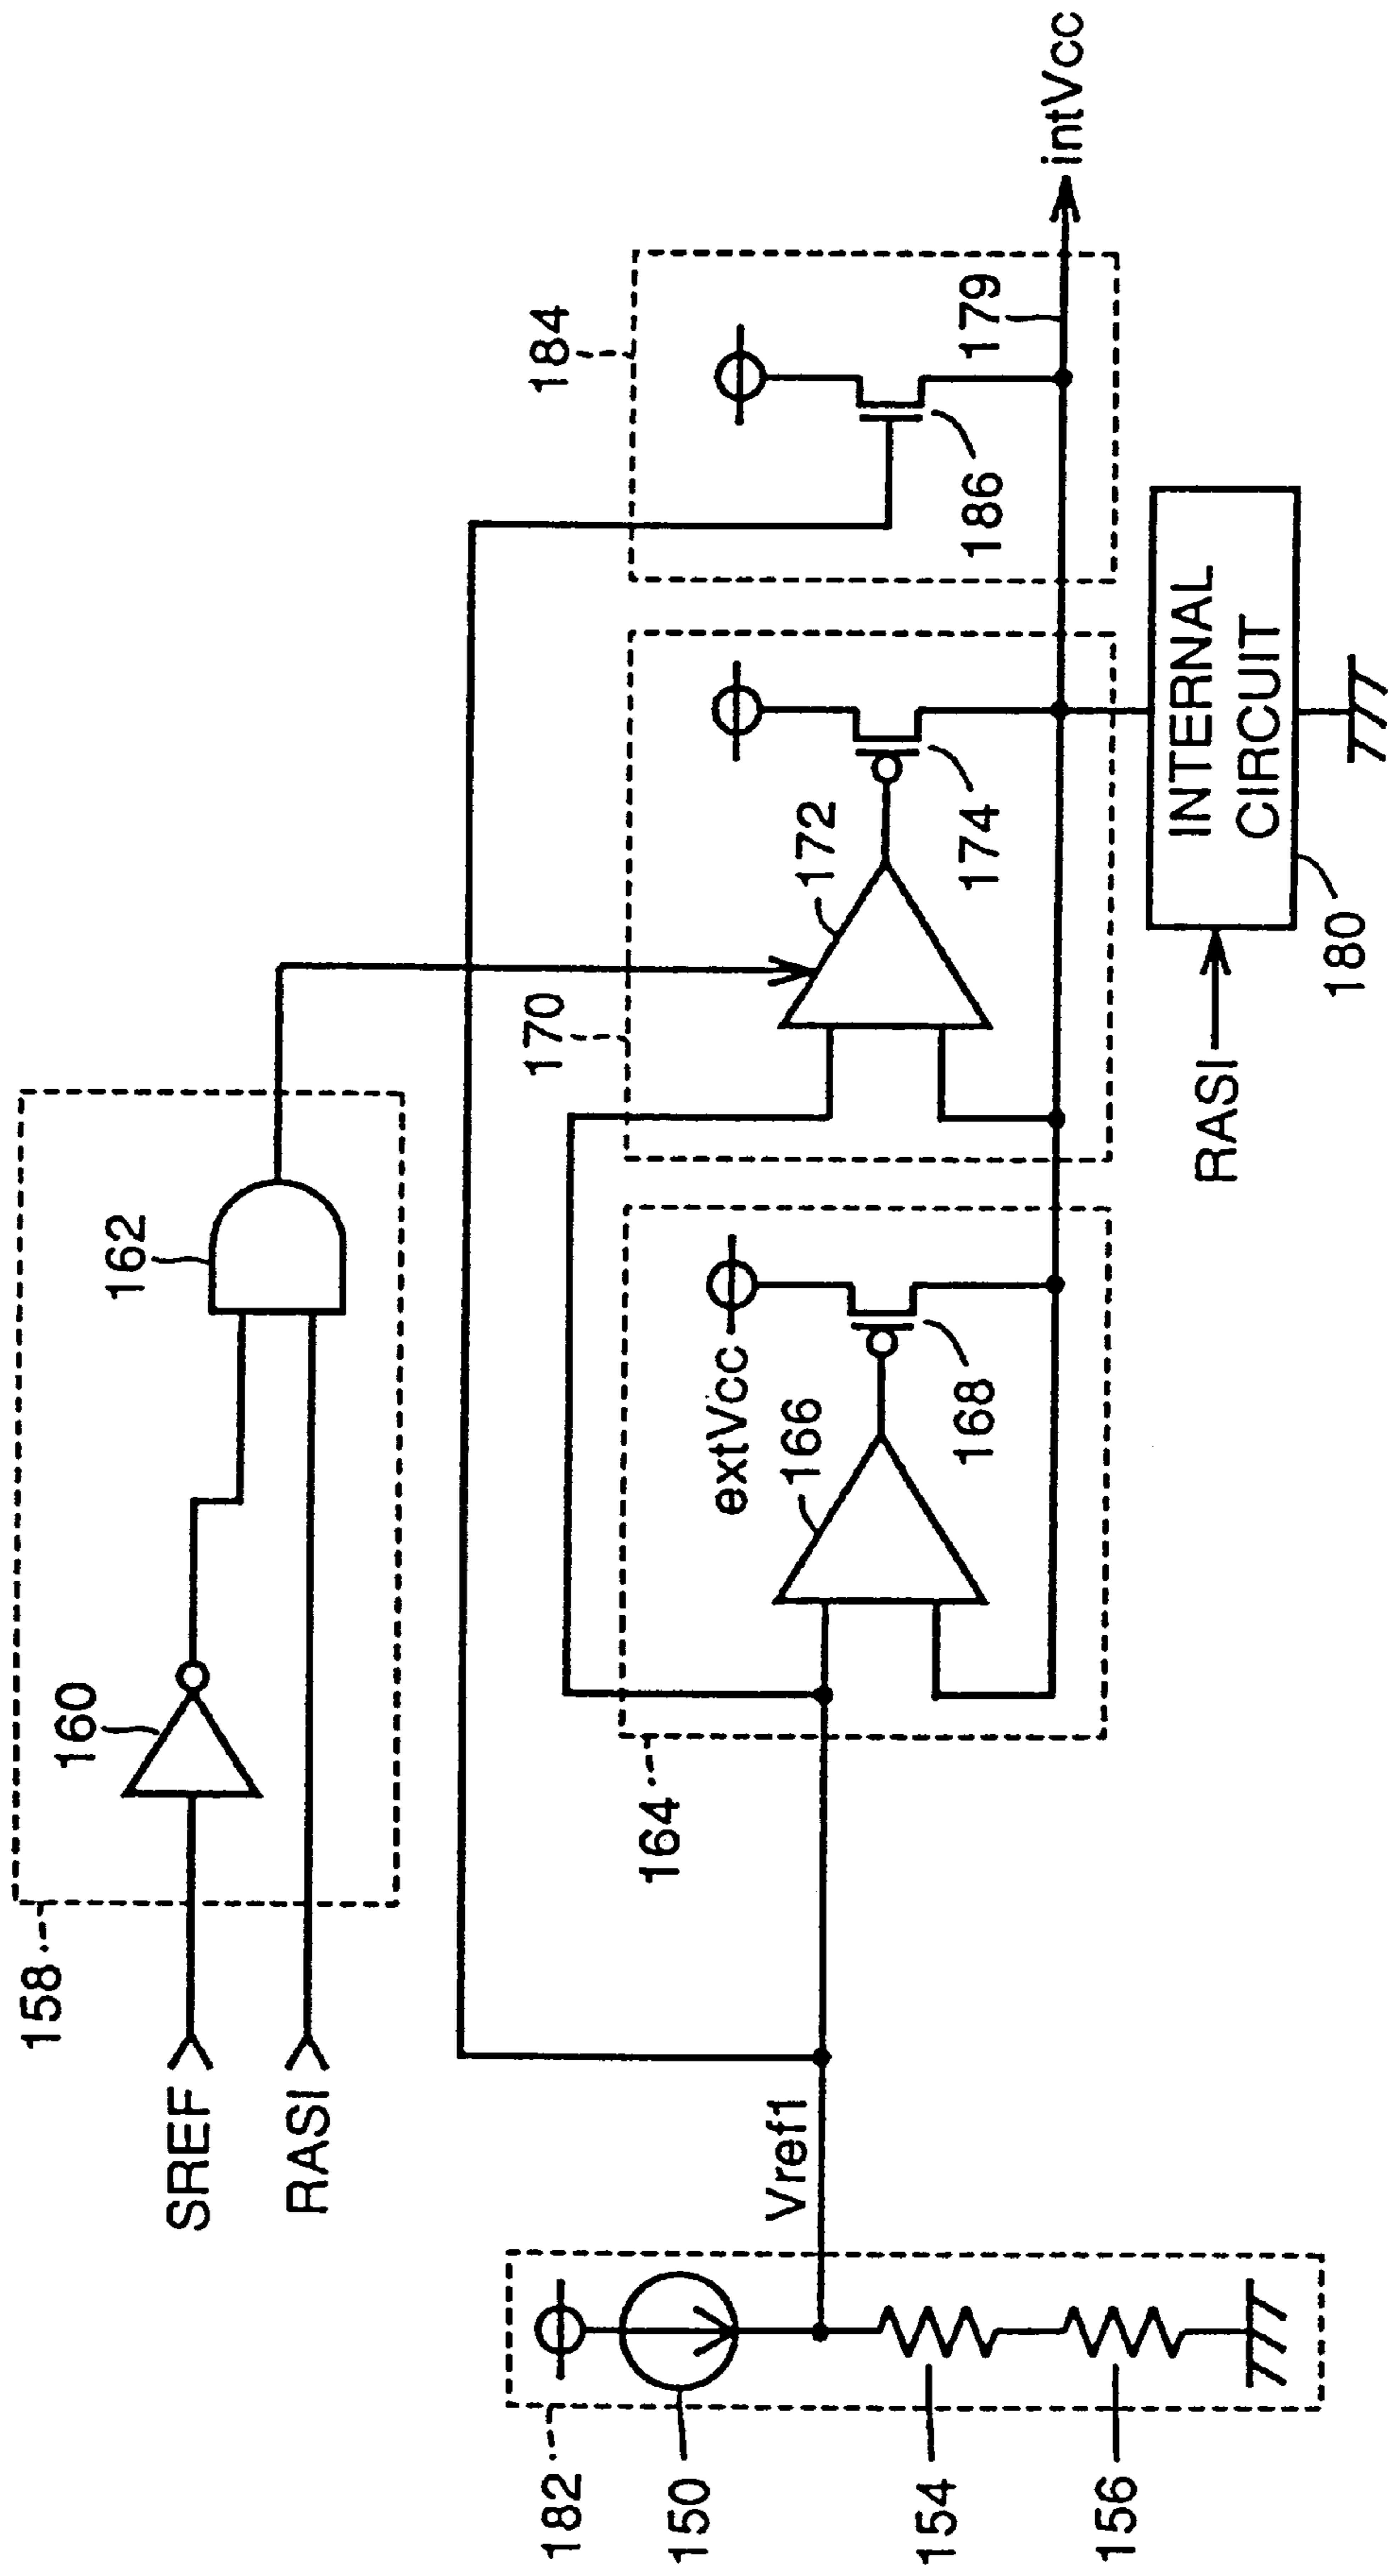 158
SREF
RASI
160
162
182
150
154
156
Vref1
164
166
extVcc
168
170
172
174
184
186
179
intVcc
RASI
INTERNAL
CIRCUIT
180